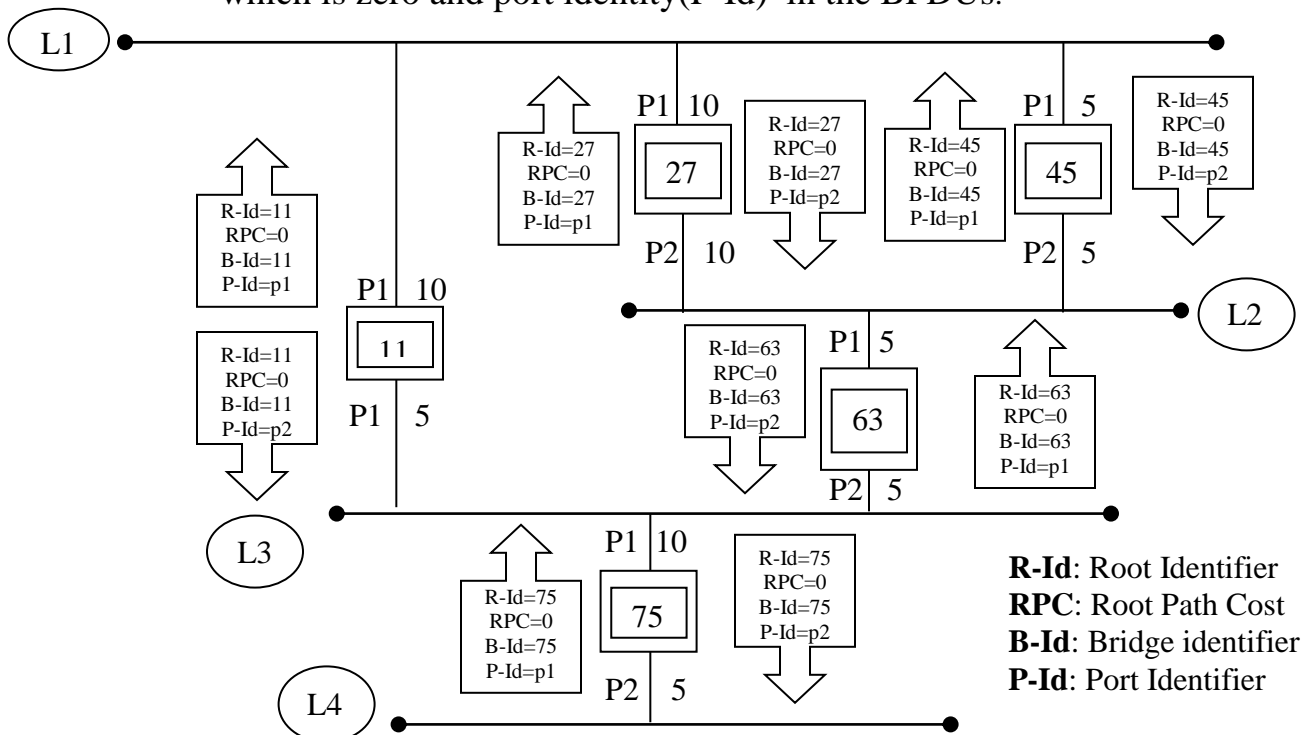 which is zero and port identity(P-Id) in the BPDUs.
L1
P1 10
P1 5
R-Id=27
RPC=0
B-Id=27
P-Id=p1
27
R-Id=27
RPC=0
B-Id=27
P-Id=p2
R-Id=45
RPC=0
B-Id=45
P-Id=p1
45
R-Id=45
RPC=0
B-Id=45
P-Id=p2
P2 10
P2 5
R-Id=11
RPC=0
B-Id=11
P-Id=p1
P1 10
11
L2
R-Id=11
RPC=0
B-Id=11
P-Id=p2
P1 5
R-Id=63
RPC=0
B-Id=63
P-Id=p2
P1 5
63
P2 5
R-Id=63
RPC=0
B-Id=63
P-Id=p1
L3
R-Id=75
RPC=0
B-Id=75
P-Id=p1
P1 10
75
P2 5
R-Id=75
RPC=0
B-Id=75
P-Id=p2
R-Id: Root Identifier
RPC: Root Path Cost
B-Id: Bridge identifier
P-Id: Port Identifier
L4